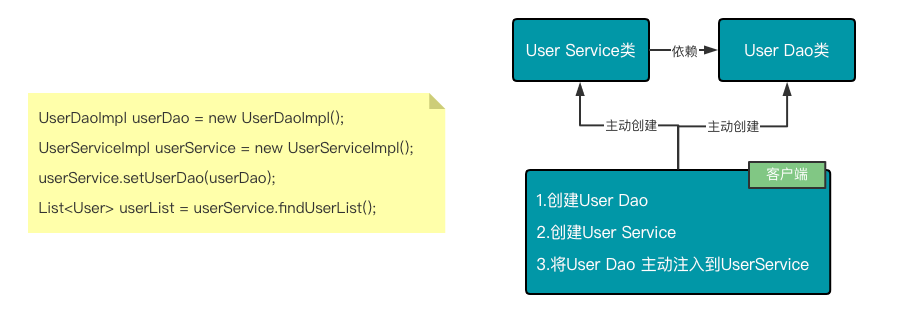 UserDaoImpl userDao = new UserDaoImpl();
UserServiceImpl userService = new UserServiceImpl();
userService.setUserDao(userDao);
List<User> userList = userService.findUserList();
User Service类
依赖
User Dao类
主动创建
主动创建
客户端
1.创建User Dao
2.创建User Service
3.将User Dao 主动注入到UserService